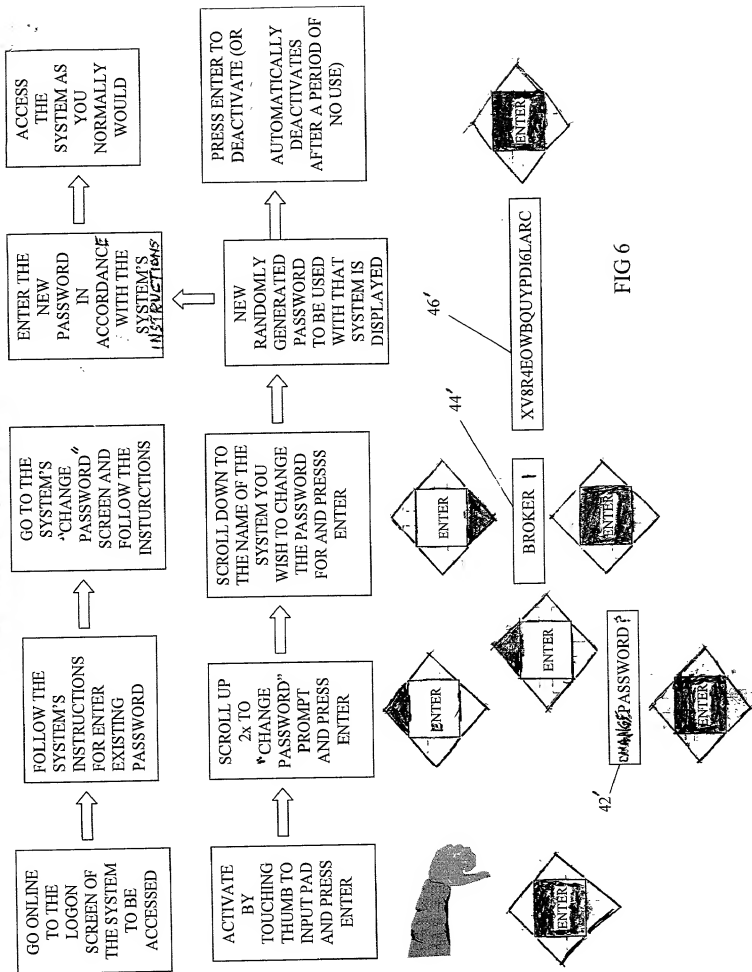 GO ONLINE
TO THE
LOGON
SCREEN OF
THE SYSTEM
TO BE
ACCESSED
FOLLOW THE
SYSTEM'S
INSTRUCTIONS
FOR ENTER
EXISTING
PASSWORD
GO TO THE
SYSTEM'S
"CHANGE
PASSWORD"
SCREEN AND
FOLLOW THE
INSTURCTIONS
ENTER THE
NEW
PASSWORD
IN
ACCORDANCE
WITH THE
SYSTEM'S
INSTRUCTIONS
ACCESS
THE
SYSTEM AS
YOU
NORMALLY
WOULD
ACTIVATE
BY
TOUCHING
THUMB TO
INPUT PAD
AND PRESS
ENTER
SCROLL UP
2x TO
"CHANGE
PASSWORD"
PROMPT
AND PRESS
ENTER
SCROLL DOWN TO
THE NAME OF THE
SYSTEM YOU
WISH TO CHANGE
THE PASSWORD
FOR AND PRESSS
ENTER
NEW
RANDOMLY
GENERATED
PASSWORD
TO BE USED
WITH THAT
SYSTEM IS
DISPLAYED
PRESS ENTER TO
DEACTIVATE (OR
AUTOMATICALLY
DEACTIVATES
AFTER A PERIOD OF
NO USE)
ENTER
ENTER
ENTER
42'
CHANGE PASSWORD?
ENTER
ENTER
44'
BROKER 1
ENTER
46'
XV8R4EOWBQUYPDI6LARC
ENTER
FIG 6